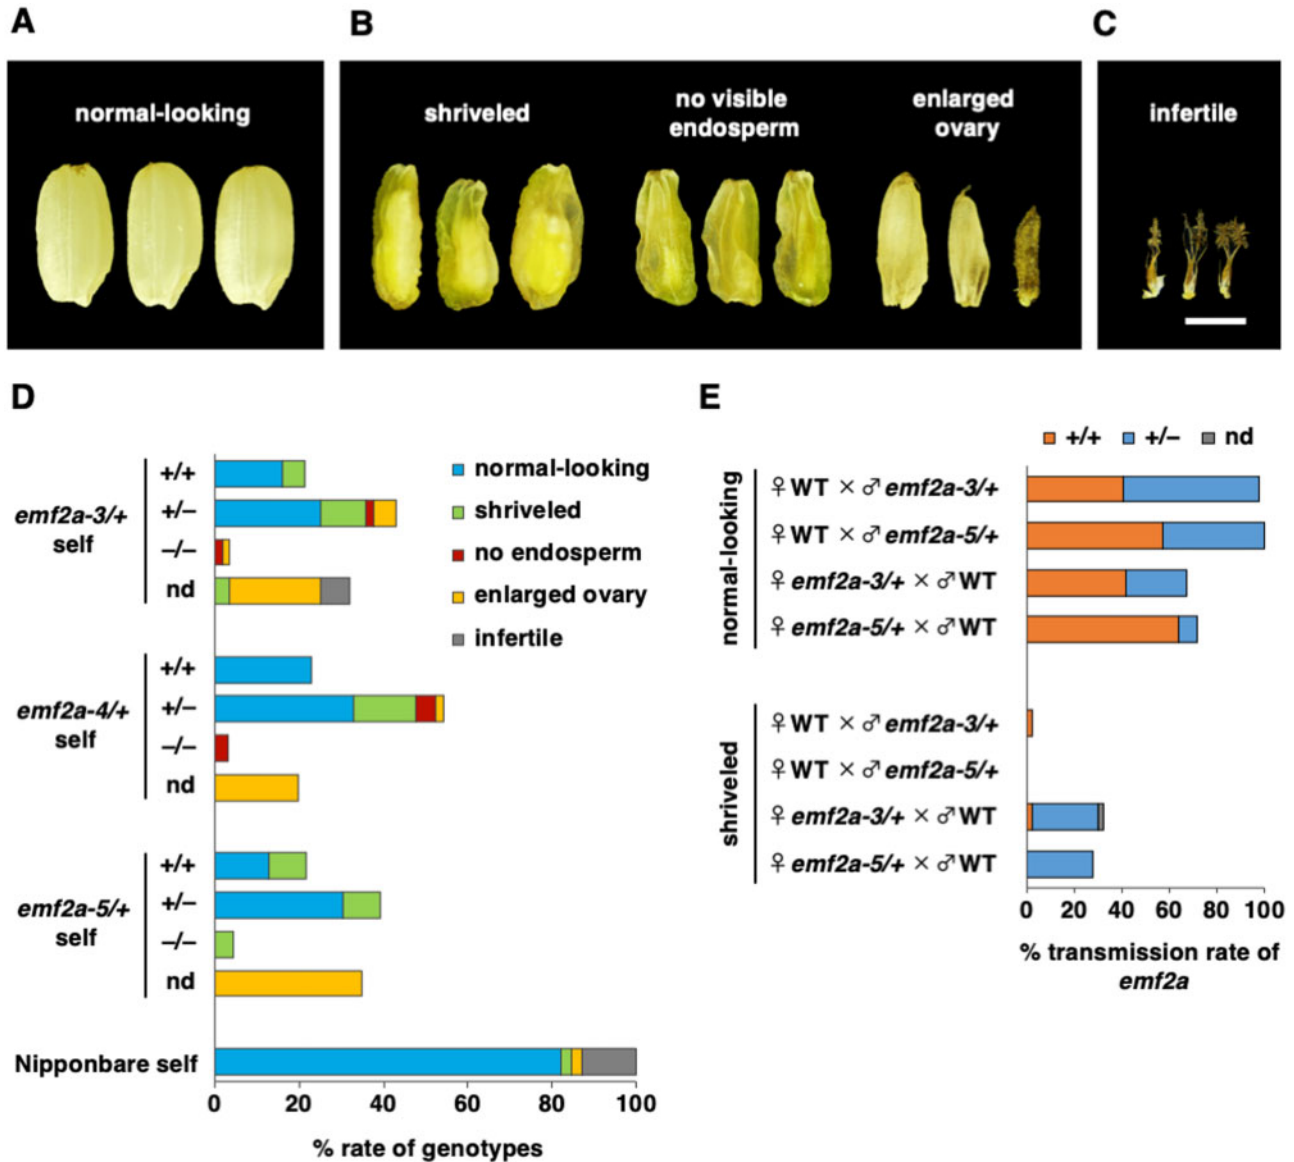 A
B
C
normal-looking
shriveled
no visible
endosperm
enlarged
ovary
infertile
D
emf2a-3/+
self
+/+
+/–
–/–
nd
emf2a-4/+
self
+/+
+/–
–/–
nd
emf2a-5/+
self
+/+
+/–
–/–
nd
Nipponbare self
normal-looking
shriveled
no endosperm
enlarged ovary
infertile
0 20 40 60 80 100
% rate of genotypes
E
+/+ +/– nd
normal-looking
♀ WT × ♂ emf2a-3/+
♀ WT × ♂ emf2a-5/+
♀ emf2a-3/+ × ♂ WT
♀ emf2a-5/+ × ♂ WT
shriveled
♀ WT × ♂ emf2a-3/+
♀ WT × ♂ emf2a-5/+
♀ emf2a-3/+ × ♂ WT
♀ emf2a-5/+ × ♂ WT
0 20 40 60 80 100
% transmission rate of
emf2a